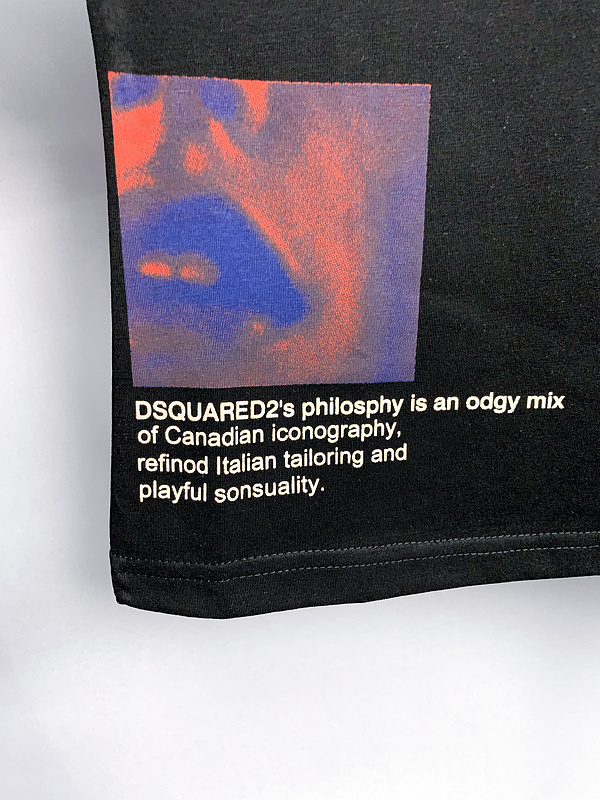 DSQUARED2's philosphy is an odgy mix
of Canadian iconography,
refinod Italian tailoring and
playful sonsuality.